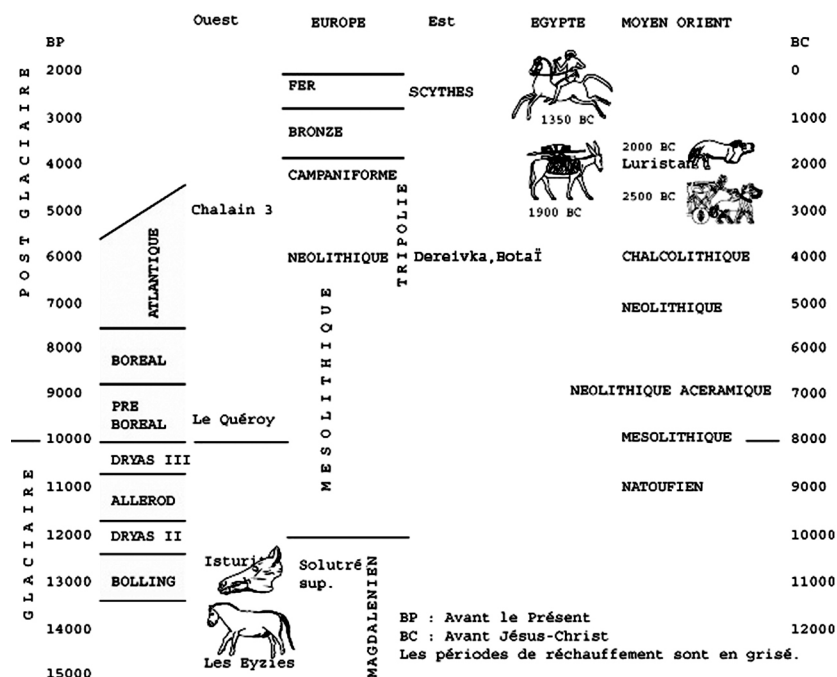 Ouest EUROPE Est EGYPTE MOYEN ORIENT
BP BC
2000 0
FER
SCYTHES
3000 1350 BC 1000
BRONZE
2000 BC
4000 2000
Luristan
CAMPANIFORME
2500 BC
1900 BC
5000 Chalain 3 3000
6000 NEOLITHIQUE Dereivka,BotaÏ CHALCOLITHIQUE 4000
TRIPOLIE
ATLANTIQUE
POST GLACIAIRE
7000 NEOLITHIQUE 5000
8000 6000
BOREAL
9000 NEOLITHIQUE ACERAMIQUE 7000
PRE
BOREAL
Le Quéroy
MESOLITHIQUE
10000 MESOLITHIQUE 8000
DRYAS III
11000 NATOUFIEN 9000
ALLEROD
12000 DRYAS II 10000
GLACIAIRE
Solutré
sup.
13000 BOLLING 11000
MAGDALENIEN
BP : Avant le Présent
14000 12000
BC : Avant Jésus-Christ
Les Eyzies
Les périodes de réchauffement sont en grisé.
15000